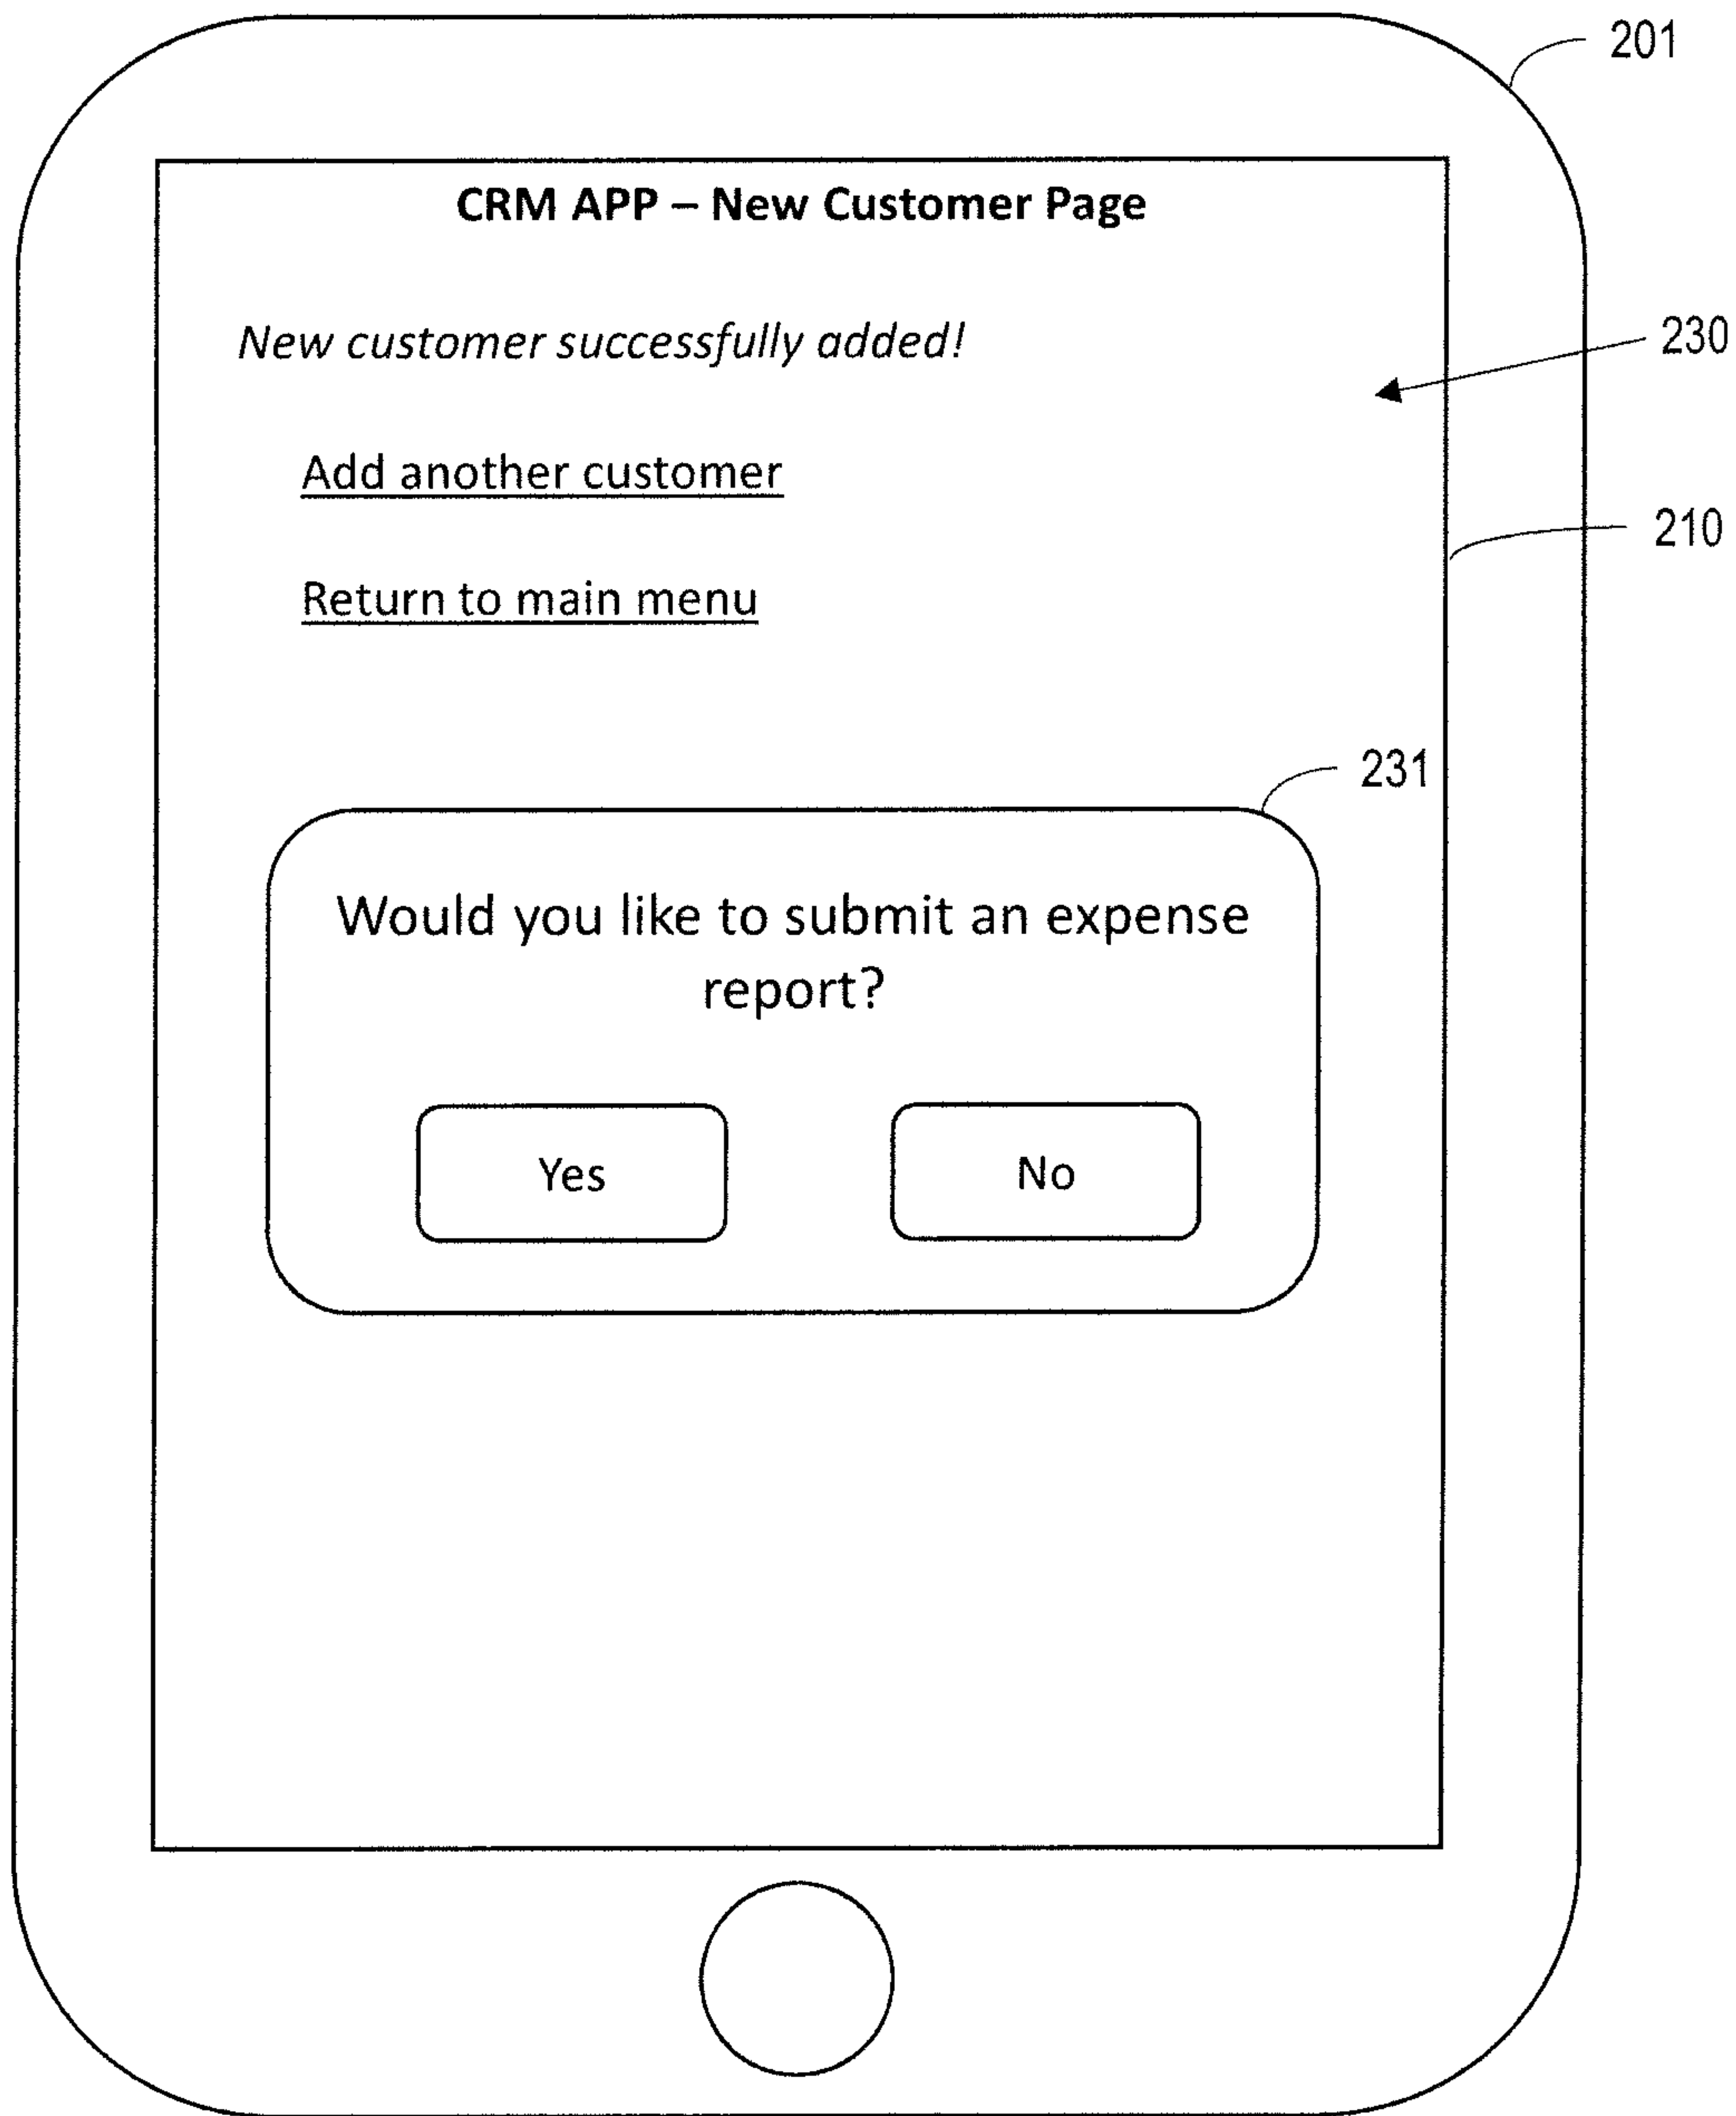 201
CRM APP – New Customer Page
New customer successfully added!
230
Add another customer
210
Return to main menu
231
Would you like to submit an expense
report?
Yes
No